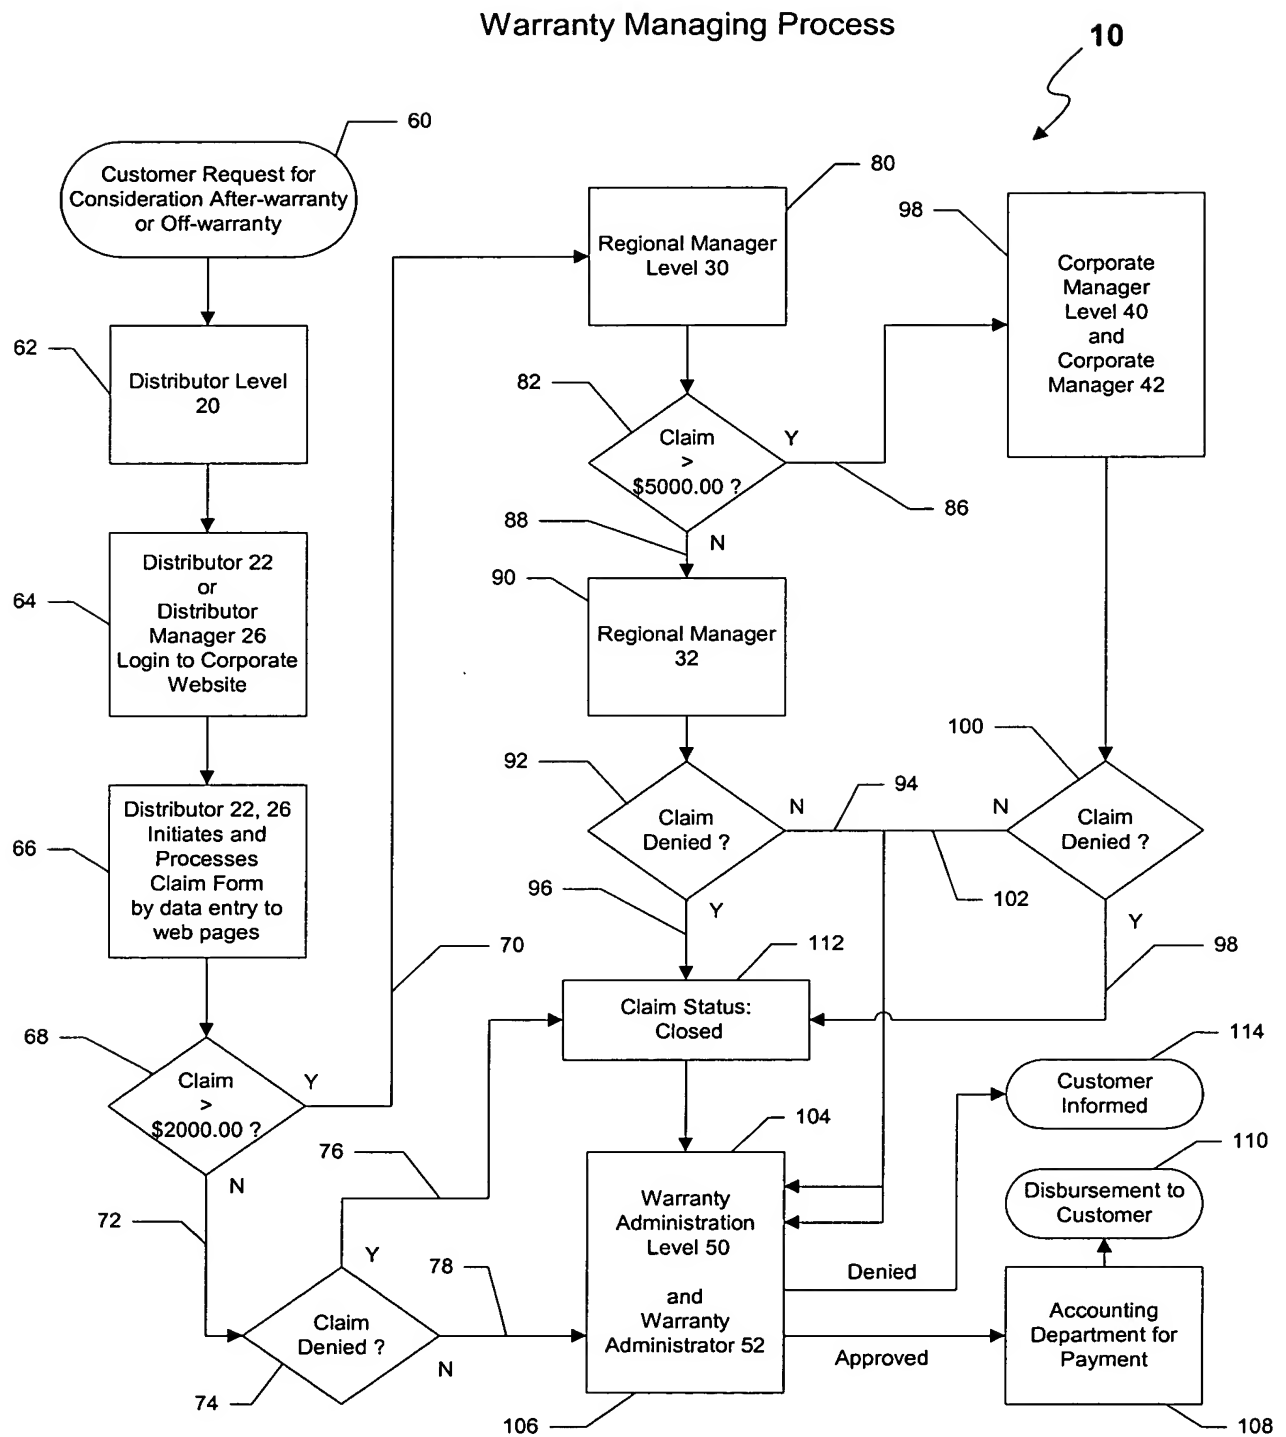 Warranty Managing Process
10
60
Customer Request for
Consideration After-warranty
or Off-warranty
62
Distributor Level
20
64
Distributor 22
or
Distributor
Manager 26
Login to Corporate
Website
66
Distributor 22, 26
Initiates and
Processes
Claim Form
by data entry to
web pages
68
Claim
>
$2000.00 ?
Y
70
N
72
74
Claim
Denied ?
Y
76
N
78
80
Regional Manager
Level 30
82
Claim
>
$5000.00 ?
Y
86
88
N
90
Regional Manager
32
92
Claim
Denied ?
N
94
96
Y
98
Corporate
Manager
Level 40
and
Corporate
Manager 42
100
Claim
Denied ?
N
102
Y
98
112
Claim Status:
Closed
104
Warranty
Administration
Level 50
and
Warranty
Administrator 52
106
Denied
114
Customer
Informed
Approved
Accounting
Department for
Payment
108
110
Disbursement to
Customer